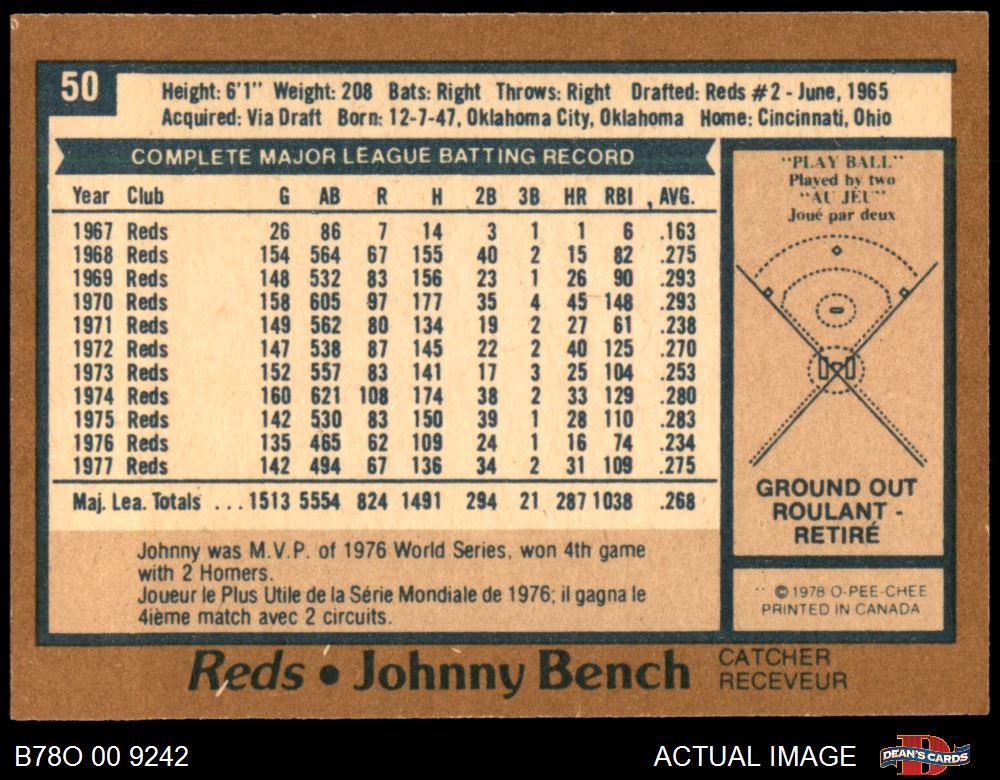 50
Height: 6'1" Weight: 208 Bats: Right Throws: Right Drafted: Reds #2 - June, 1965
Acquired: Via Draft Born: 12-7-47, Oklahoma City, Oklahoma Home: Cincinnati, Ohio
COMPLETE MAJOR LEAGUE BATTING RECORD
Year Club G AB R H 2B 3B HR RBI AVG.
1967 Reds 26 86 7 14 3 1 1 6 .163
1968 Reds 154 564 67 155 40 2 15 82 .275
1969 Reds 148 532 83 156 23 1 26 90 .293
1970 Reds 158 605 97 177 35 4 45 148 .293
1971 Reds 149 562 80 134 19 2 27 61 .238
1972 Reds 147 538 87 145 22 2 40 125 .270
1973 Reds 152 557 83 141 17 3 25 104 .253
1974 Reds 160 621 108 174 38 2 33 129 .280
1975 Reds 142 530 83 150 39 1 28 110 .283
1976 Reds 135 465 62 109 24 1 16 74 .234
1977 Reds 142 494 67 136 34 2 31 109 .275
Maj. Lea. Totals ... 1513 5554 824 1491 294 21 287 1038 .268
Johnny was M.V.P. of 1976 World Series, won 4th game
with 2 Homers.
Joueur le Plus Utile de la Série Mondiale de 1976; il gagna le
4ième match avec 2 circuits.
"PLAY BALL"
Played by two
"AU JEU"
Joué par deux
GROUND OUT
ROULANT -
RETIRÉ
© 1978 O-PEE-CHEE
PRINTED IN CANADA
Reds • Johnny Bench
CATCHER
RECEVEUR
B78O 00 9242
ACTUAL IMAGE
DEAN'S CARDS